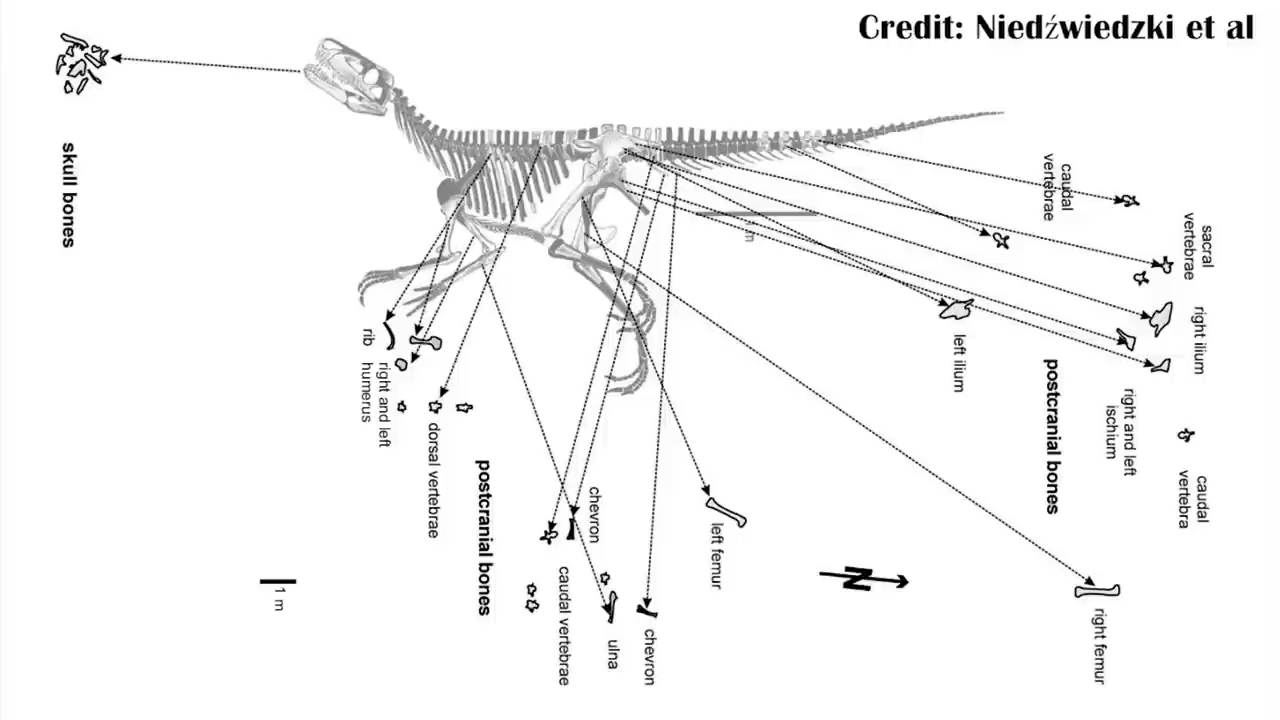 Credit: Niedźwiedzki et al
skull bones
caudal
vertebrae
sacral
vertebrae
m
right ilium
left ilium
rib
right and left
humerus
postcranial bones
right and left
ischium
dorsal vertebrae
postcranial bones
caudal
vertebra
chevron
left femur
N
1 m
caudal vertebrae
ulna
chevron
right femur